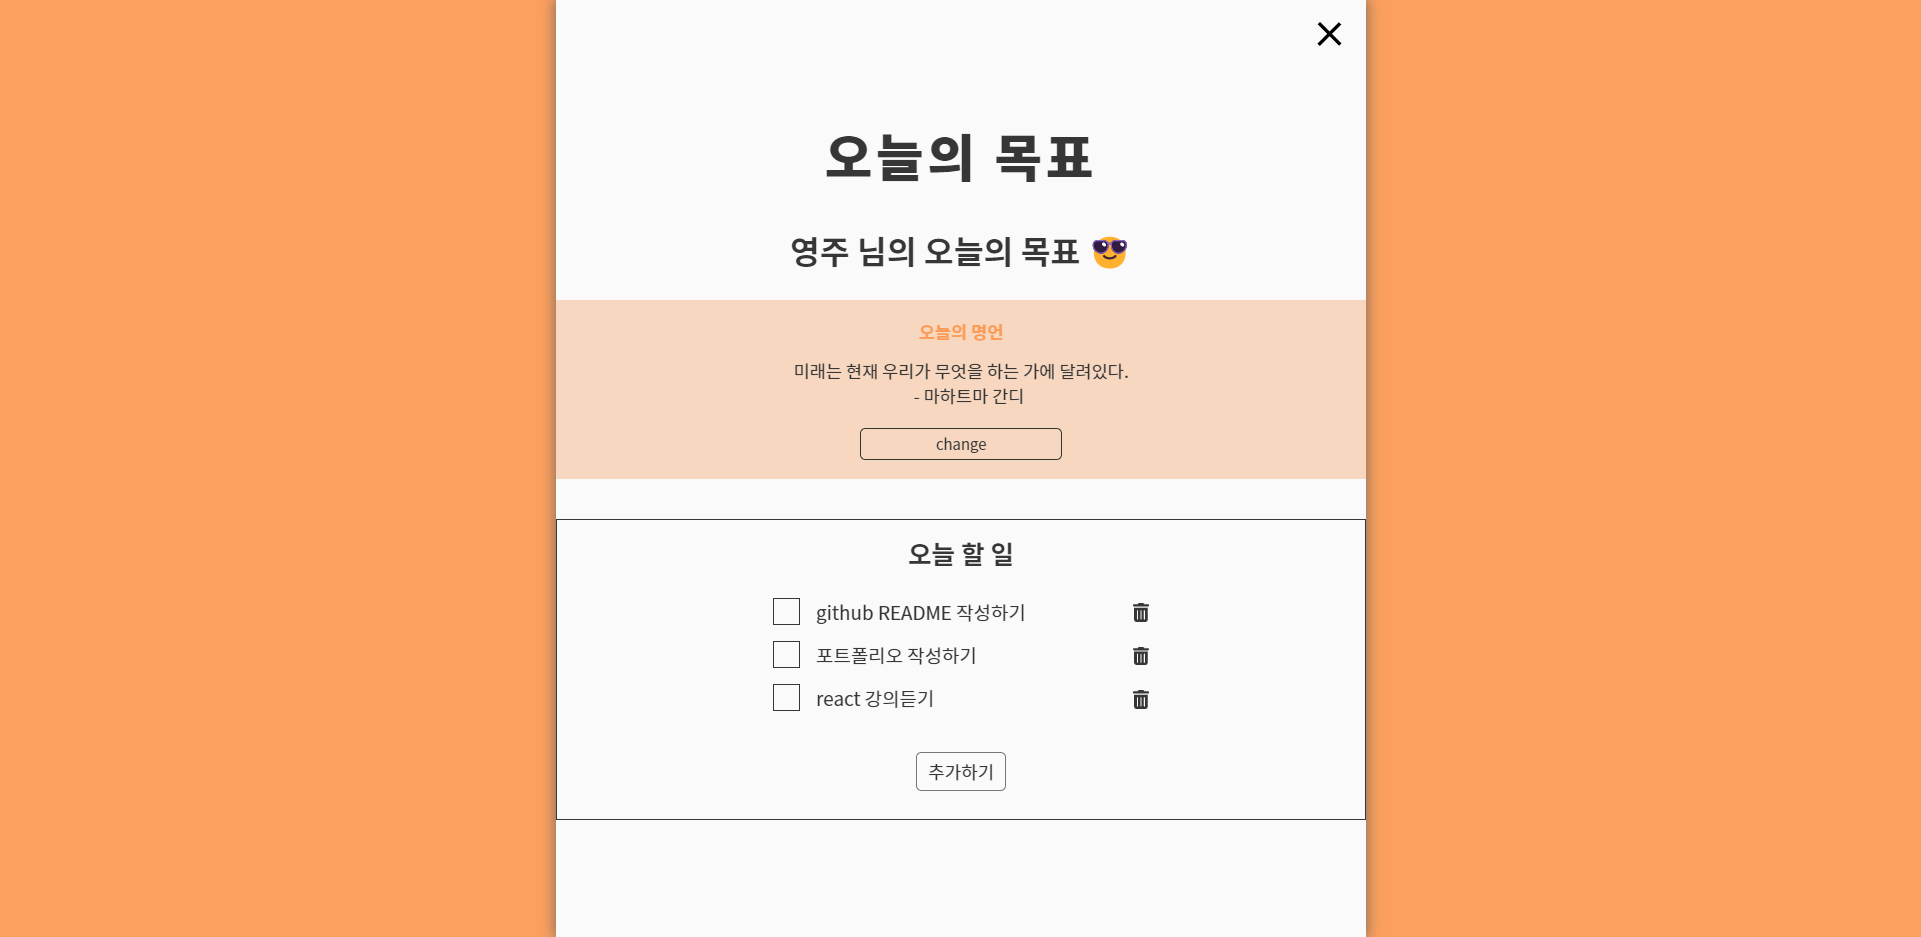 오늘의 목표
영주 님의 오늘의 목표 😎
오늘의 명언
미래는 현재 우리가 무엇을 하는 가에 달려있다.
- 마하트마 간디
change
오늘 할 일
github README 작성하기
포트폴리오 작성하기
react 강의듣기
추가하기